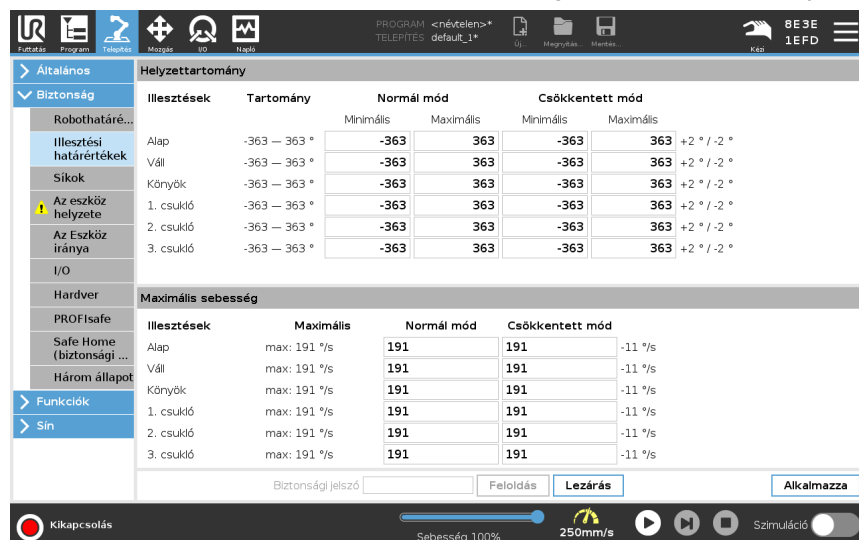 UR
Futtatás Program Telepítés Mozgás I/O Napló
PROGRAM <névtelen>*
TELEPÍTÉS default_1*
Új... Megnyitás... Mentés...
Kézi
8E3E
1EFD
Általános
Biztonság
Robothatáré...
Illesztési határértékek
Síkok
Az eszköz helyzete
Az Eszköz iránya
I/O
Hardver
PROFIsafe
Safe Home (biztonsági ...
Három állapot
Funkciók
Sín
Helyzettartomány
Illesztések Tartomány Normál mód Csökkentett mód
Minimális Maximális Minimális Maximális
Alap -363 — 363 ° -363 363 -363 363 +2 ° / -2 °
Váll -363 — 363 ° -363 363 -363 363 +2 ° / -2 °
Könyök -363 — 363 ° -363 363 -363 363 +2 ° / -2 °
1. csukló -363 — 363 ° -363 363 -363 363 +2 ° / -2 °
2. csukló -363 — 363 ° -363 363 -363 363 +2 ° / -2 °
3. csukló -363 — 363 ° -363 363 -363 363 +2 ° / -2 °
Maximális sebesség
Illesztések Maximális Normál mód Csökkentett mód
Alap max: 191 °/s 191 191 -11 °/s
Váll max: 191 °/s 191 191 -11 °/s
Könyök max: 191 °/s 191 191 -11 °/s
1. csukló max: 191 °/s 191 191 -11 °/s
2. csukló max: 191 °/s 191 191 -11 °/s
3. csukló max: 191 °/s 191 191 -11 °/s
Biztonsági jelszó Feloldás Lezárás Alkalmazza
Kikapcsolás
Sebesség 100%
250mm/s
Szimuláció